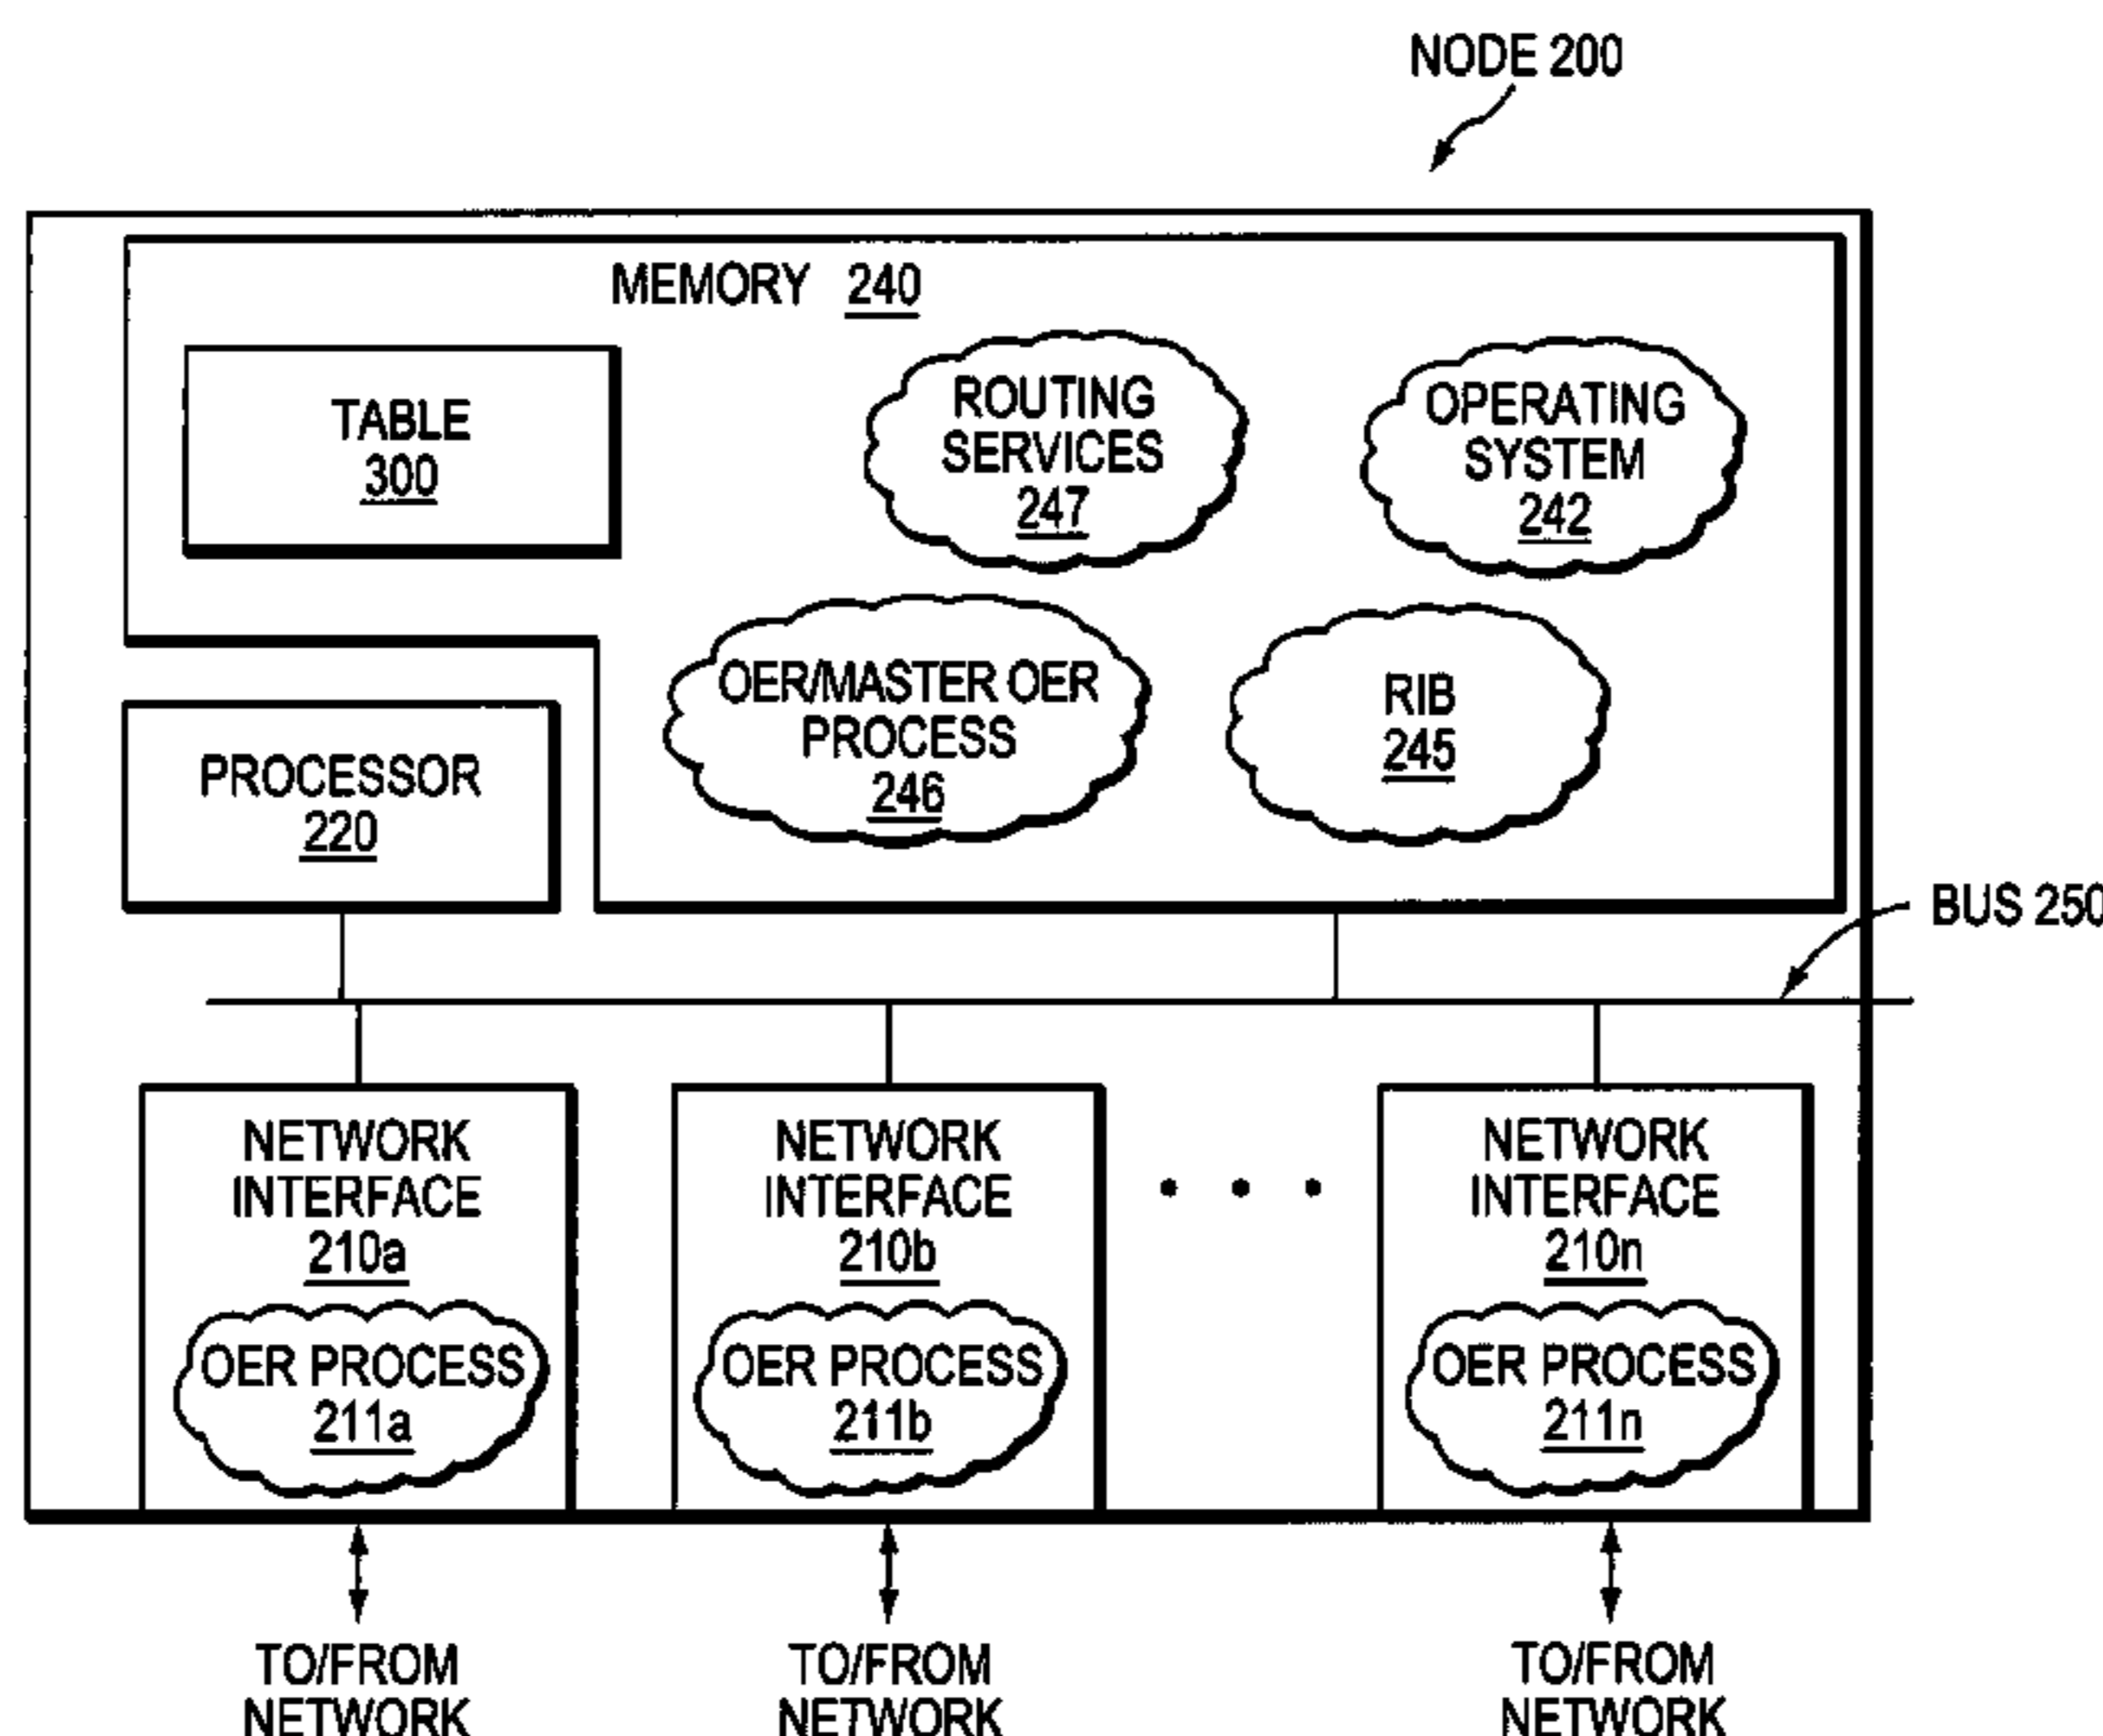 NODE 200
MEMORY 240
TABLE
300
ROUTING
SERVICES
247
OPERATING
SYSTEM
242
OER/MASTER OER
PROCESS
246
RIB
245
PROCESSOR
220
BUS 250
NETWORK
INTERFACE
210a
OER PROCESS
211a
NETWORK
INTERFACE
210b
OER PROCESS
211b
NETWORK
INTERFACE
210n
OER PROCESS
211n
TO/FROM
NETWORK
TO/FROM
NETWORK
TO/FROM
NETWORK